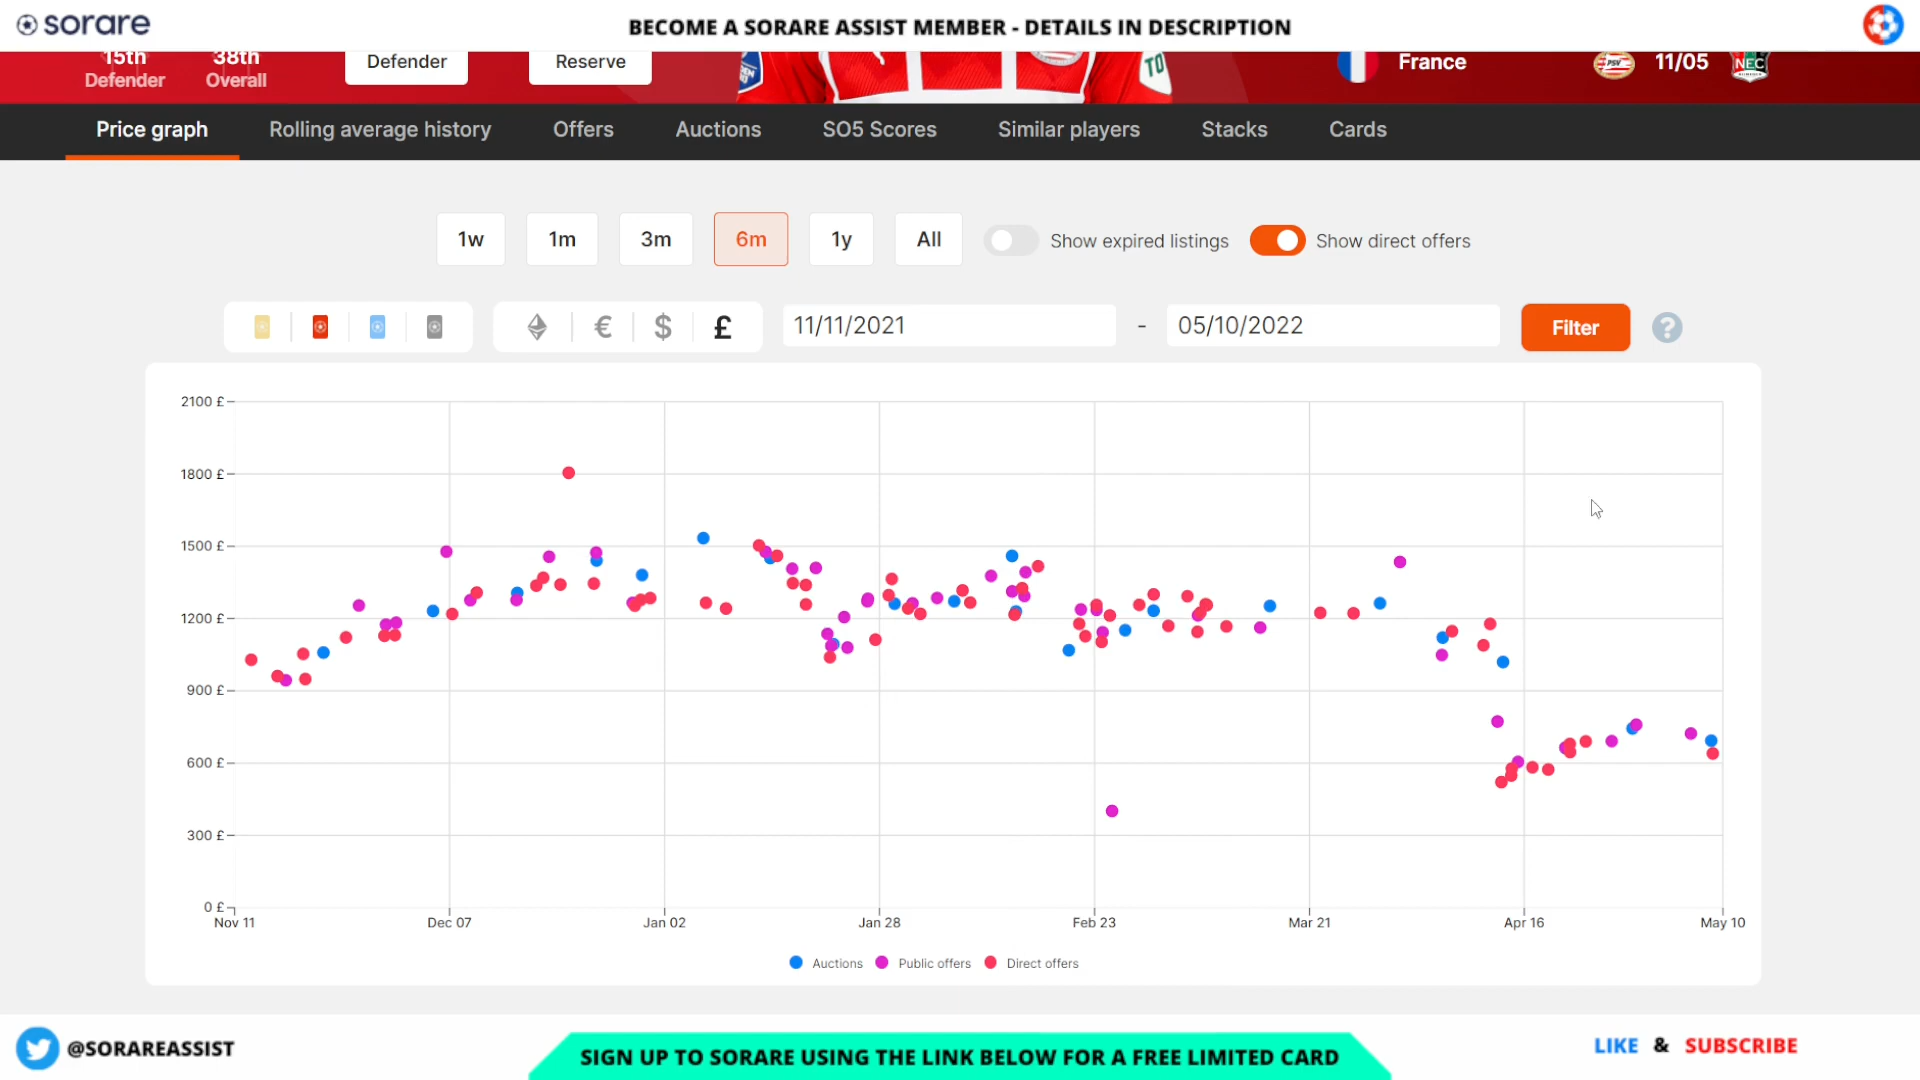 sorare
BECOME A SORARE ASSIST MEMBER - DETAILS IN DESCRIPTION
15th 38th
Defender Overall
Defender
Reserve
TO
France
PSV
11/05
NEC
Price graph
Rolling average history
Offers
Auctions
SO5 Scores
Similar players
Stacks
Cards
1w
1m
3m
6m
1y
All
Show expired listings
Show direct offers
€
$
£
11/11/2021
-
05/10/2022
Filter
?
2100 £
1800 £
1500 £
1200 £
900 £
600 £
300 £
0 £
Nov 11
Dec 07
Jan 02
Jan 28
Feb 23
Mar 21
Apr 16
May 10
Auctions
Public offers
Direct offers
@SORAREASSIST
SIGN UP TO SORARE USING THE LINK BELOW FOR A FREE LIMITED CARD
LIKE & SUBSCRIBE